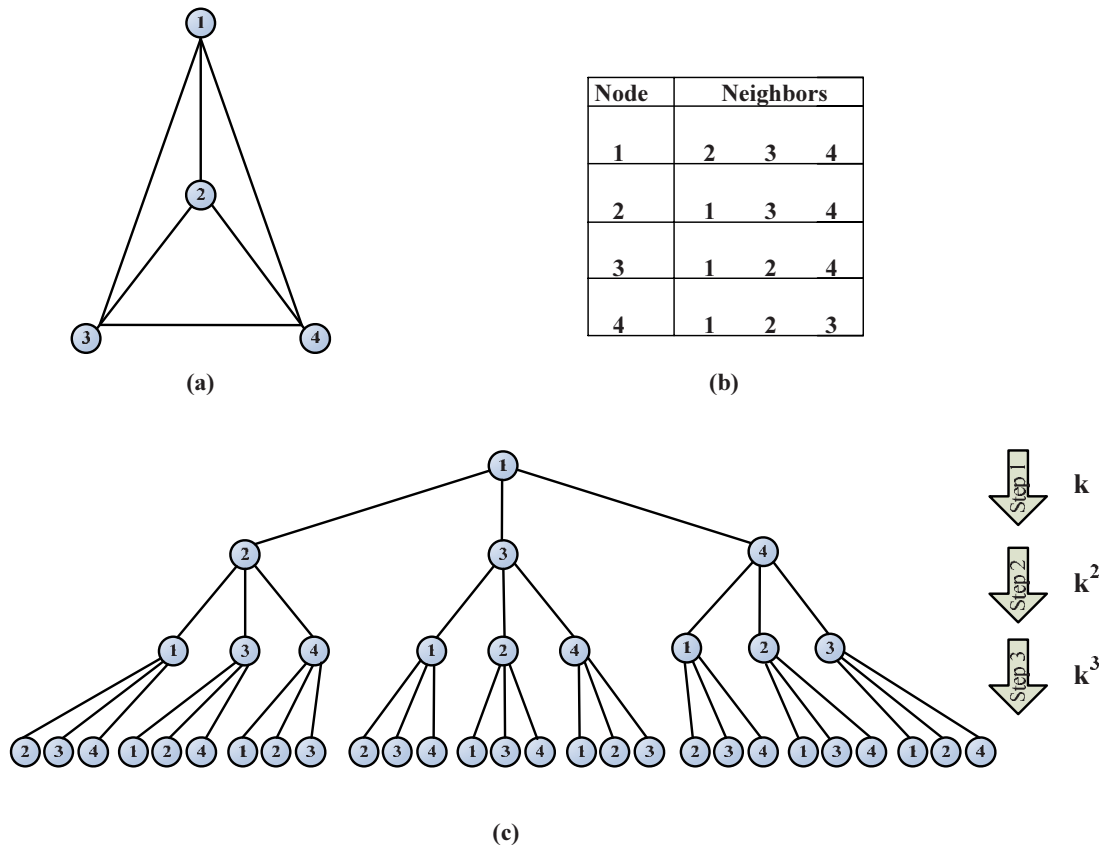 1
2
3 4
(a)
Node Neighbors
1 2 3 4
2 1 3 4
3 1 2 4
4 1 2 3
(b)
1
Step 1 k
2 3 4
Step 2 k²
1 3 4 1 2 4 1 2 3
Step 3 k³
2 3 4 1 2 4 1 2 3 2 3 4 1 3 4 1 2 3 2 3 4 1 3 4 1 2 4
(c)